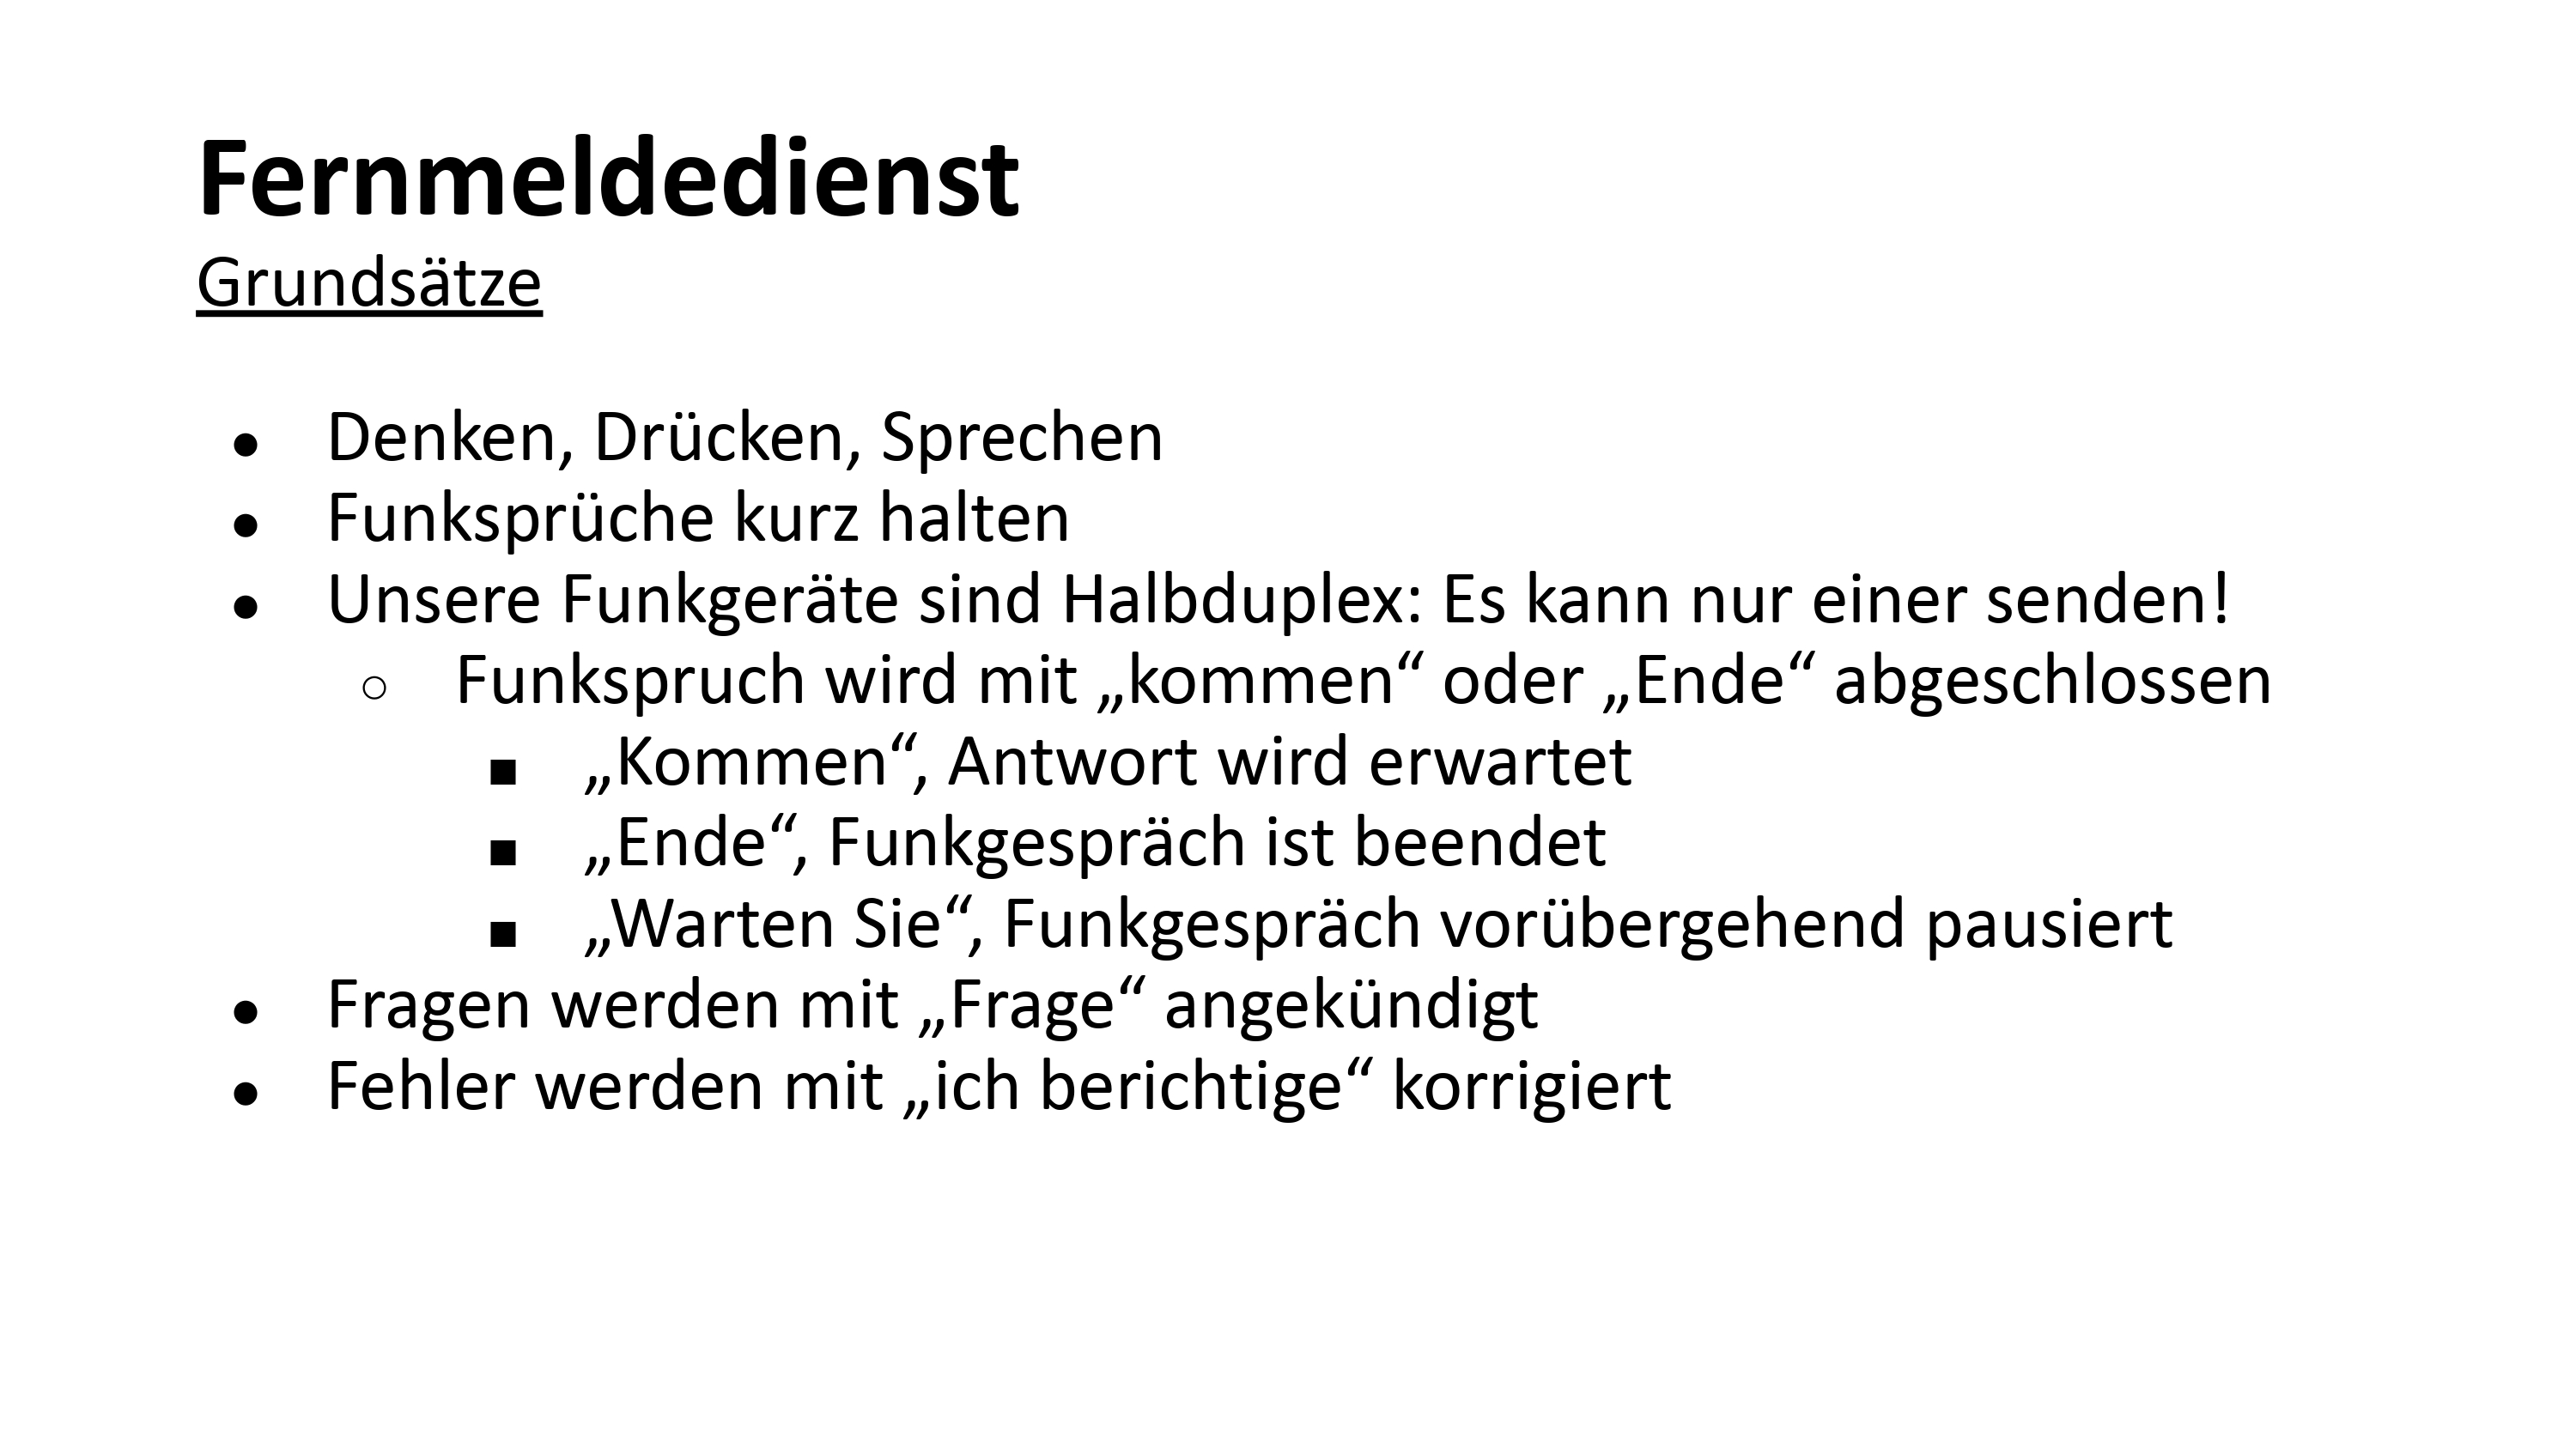 Fernmeldedienst
Grundsätze
● Denken, Drücken, Sprechen
● Funksprüche kurz halten
● Unsere Funkgeräte sind Halbduplex: Es kann nur einer senden!
○ Funkspruch wird mit „kommen“ oder „Ende“ abgeschlossen
■ „Kommen“, Antwort wird erwartet
■ „Ende“, Funkgespräch ist beendet
■ „Warten Sie“, Funkgespräch vorübergehend pausiert
● Fragen werden mit „Frage“ angekündigt
● Fehler werden mit „ich berichtige“ korrigiert